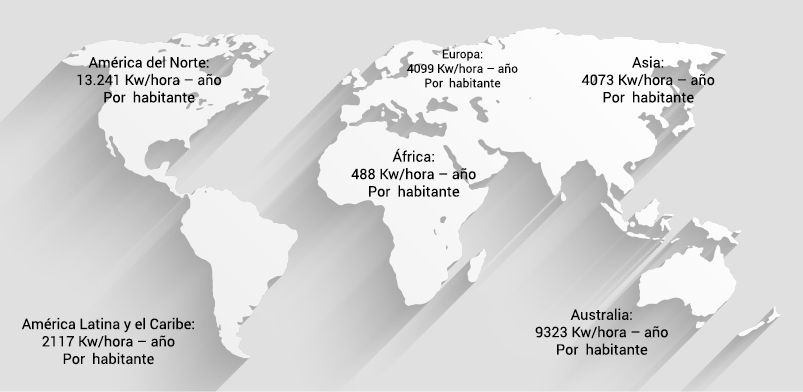 América del Norte:
13.241 Kw/hora – año
Por habitante
Europa:
4099 Kw/hora – año
Por habitante
Asia:
4073 Kw/hora – año
Por habitante
África:
488 Kw/hora – año
Por habitante
América Latina y el Caribe:
2117 Kw/hora – año
Por habitante
Australia:
9323 Kw/hora – año
Por habitante